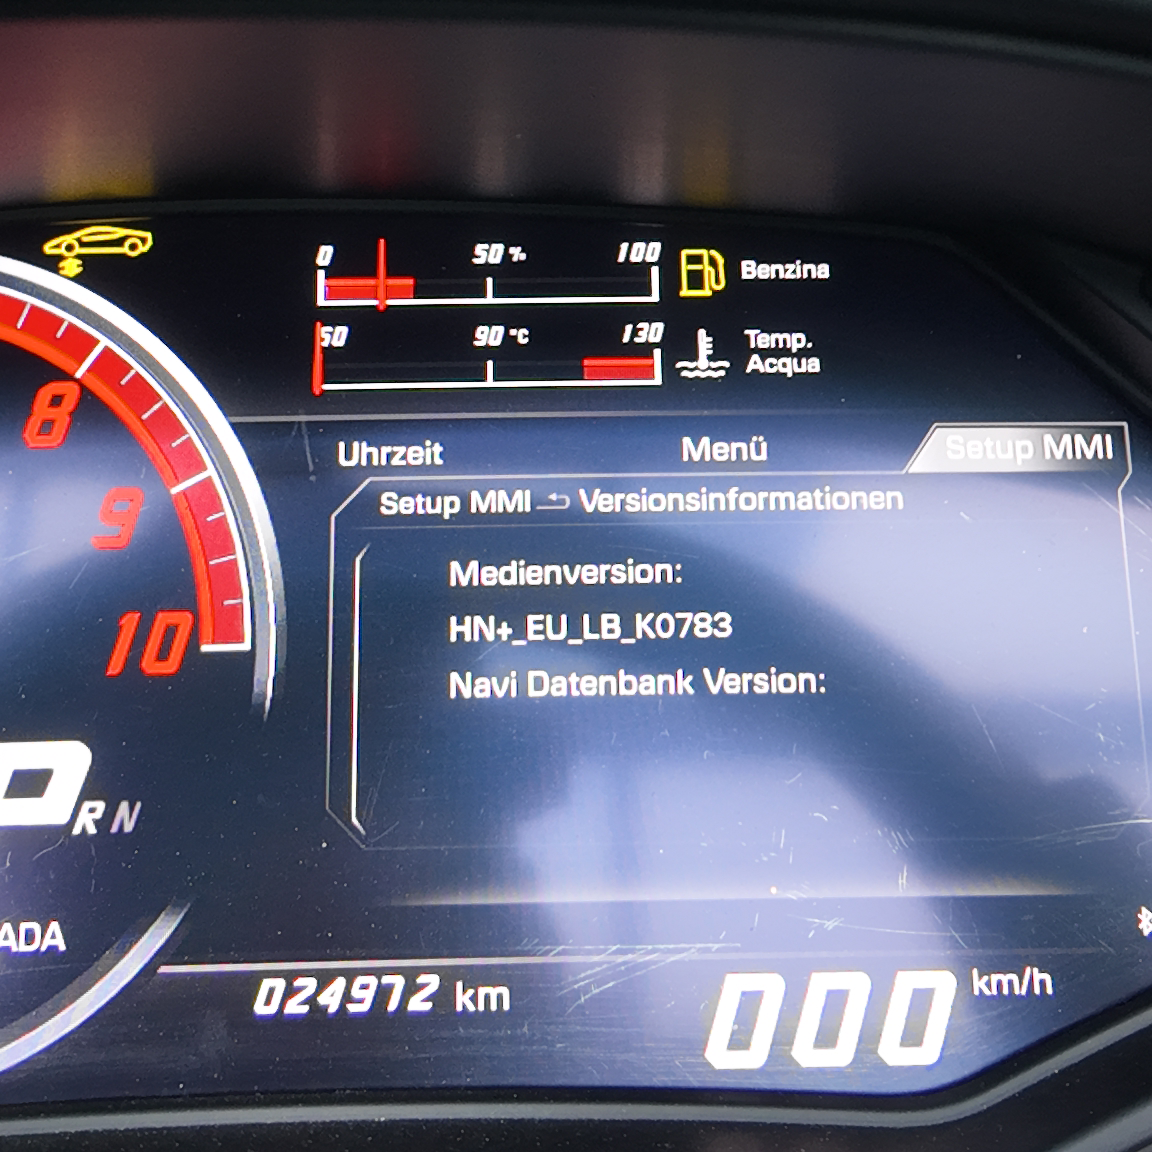 0 50 % 100
Benzina
50 90 °C 130
Temp.
Acqua
8
9
10
Uhrzeit Menü Setup MMI
Setup MMI Versionsinformationen
Medienversion:
HN+_EU_LB_K0783
Navi Datenbank Version:
P R N
ADA
024972 km
000 km/h